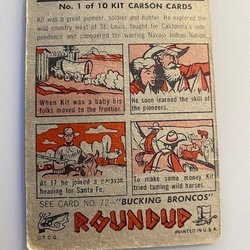 No. 1 of 10 KIT CARSON CARDS
Kit was a great pioneer, soldier and hunter. He explored the
wild country west of St. Louis, fought for California's inde-
pendence and conquered the warring Navajo Indian Nation.
When Kit was a baby his
folks moved to the frontier.
He soon learned the skill of
the pioneers.
At 17 he joined a caravan
heading for Santa Fe.
To make some money Kit
tried taming wild horses.
SEE CARD NO. 72—"BUCKING BRONCOS"
ROUNDUP
©T.C.G.
PRINTED IN U.S.A.